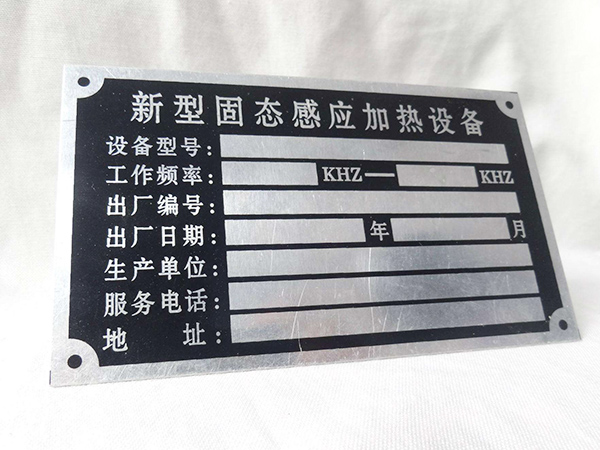 新型固态感应加热设备
设备型号：
工作频率： KHZ— KHZ
出厂编号：
出厂日期： 年 月
生产单位：
服务电话：
地 址：